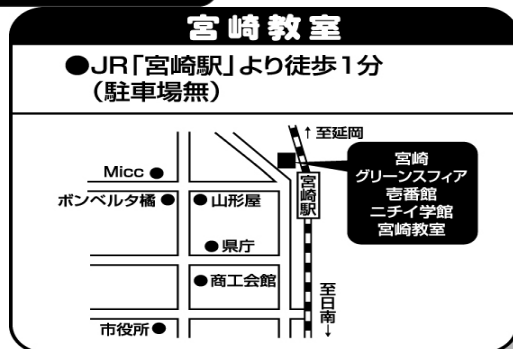 宮崎教室
●JR「宮崎駅」より徒歩1分
（駐車場無）
↑至延岡
Micc●
ボンベルタ橘●
●山形屋
宮崎駅
宮崎
グリーンスフィア
壱番館
ニチイ学館
宮崎教室
●県庁
●商工会館
至日南↓
市役所●